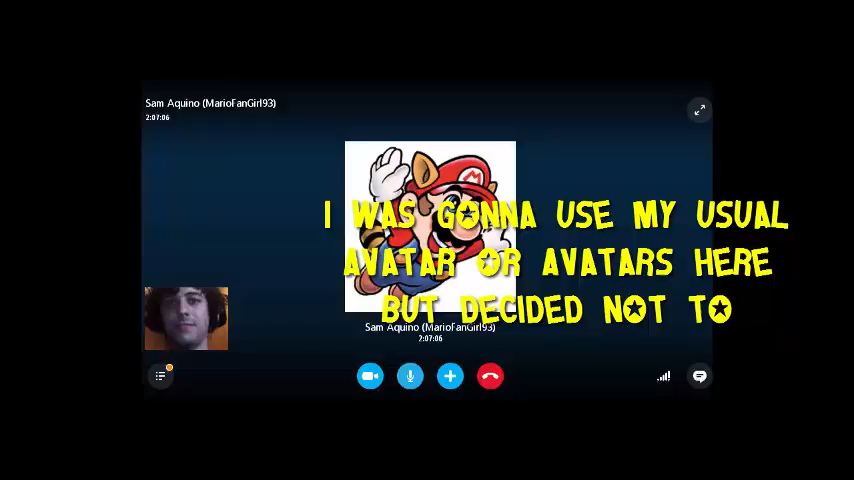 Sam Aquino (MarioFanGirl93)
2:07:06
M
I WAS GONNA USE MY USUAL
AVATAR OR AVATARS HERE
BUT DECIDED NOT TO
Sam Aquino (MarioFanGirl93)
2:07:06